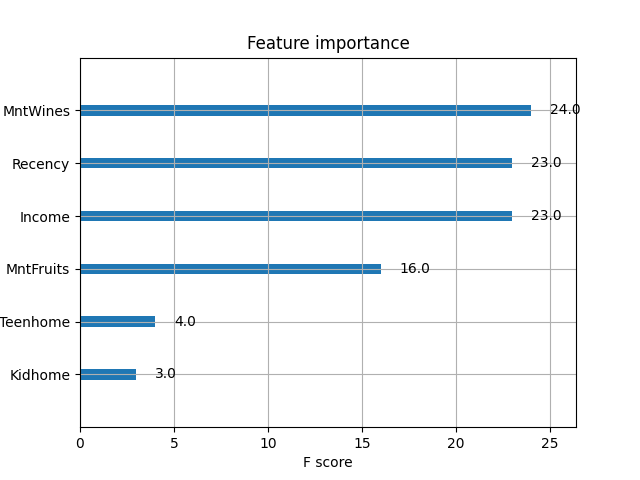 Feature importance
MntWines 24.0
Recency 23.0
Income 23.0
MntFruits 16.0
Teenhome 4.0
Kidhome 3.0
0 5 10 15 20 25
F score